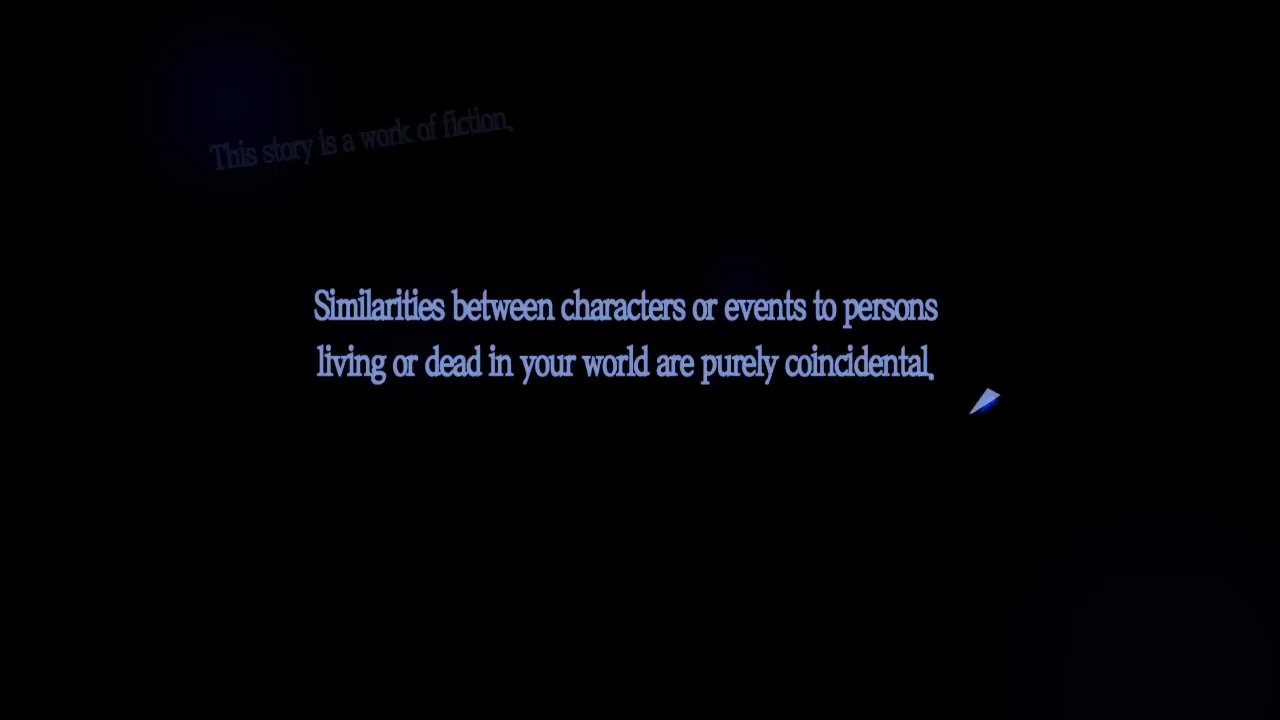 This story is a work of fiction.
Similarities between characters or events to persons
living or dead in your world are purely coincidental.